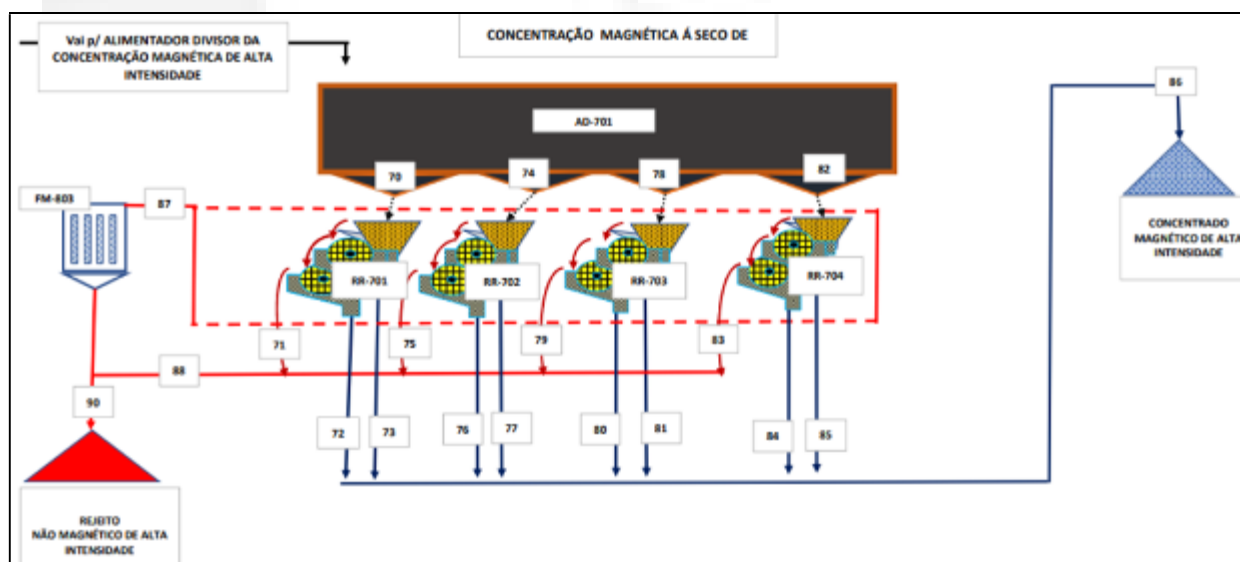 Vai p/ ALIMENTADOR DIVISOR DA
CONCENTRAÇÃO MAGNÉTICA DE ALTA
INTENSIDADE
CONCENTRAÇÃO MAGNÉTICA Á SECO DE
86
AD-701
70
74
78
82
FM-803
87
CONCENTRADO
MAGNÉTICO DE ALTA
INTENSIDADE
RR-701
RR-702
RR-703
RR-704
71
75
79
83
88
90
72
73
76
77
80
81
84
85
REJEITO
NÃO MAGNÉTICO DE ALTA
INTENSIDADE